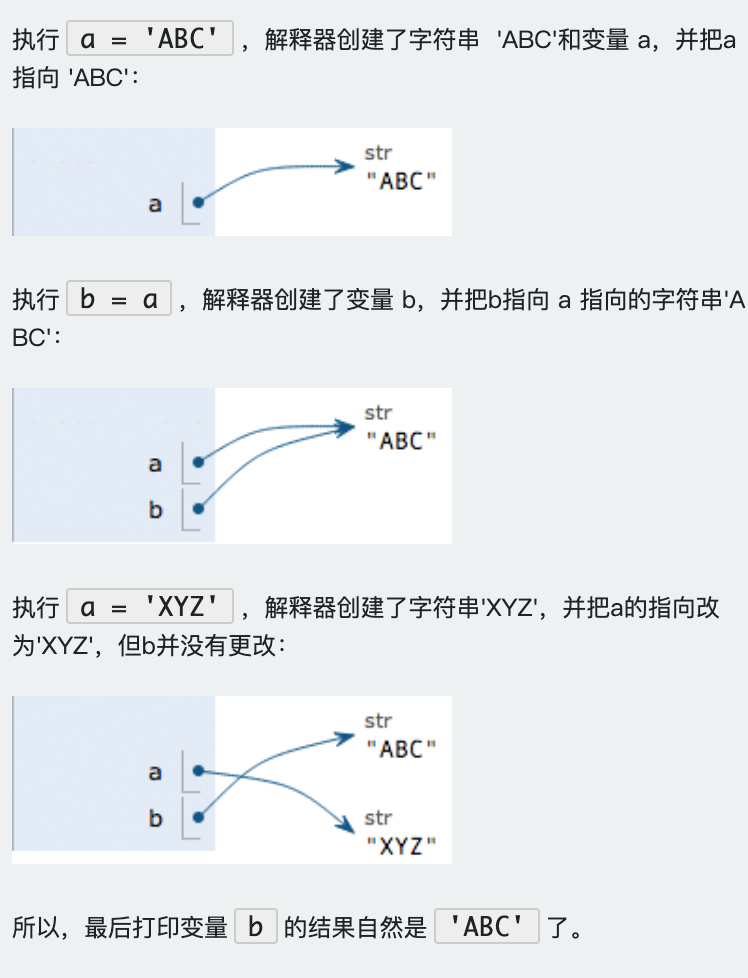 执行 a = 'ABC' ，解释器创建了字符串 'ABC'和变量 a，并把a
指向 'ABC'：
str
"ABC"
a
执行 b = a ，解释器创建了变量 b，并把b指向 a 指向的字符串'A
BC'：
str
"ABC"
a
b
执行 a = 'XYZ' ，解释器创建了字符串'XYZ'，并把a的指向改
为'XYZ'，但b并没有更改：
str
"ABC"
a
b
str
"XYZ"
所以，最后打印变量 b 的结果自然是 'ABC' 了。